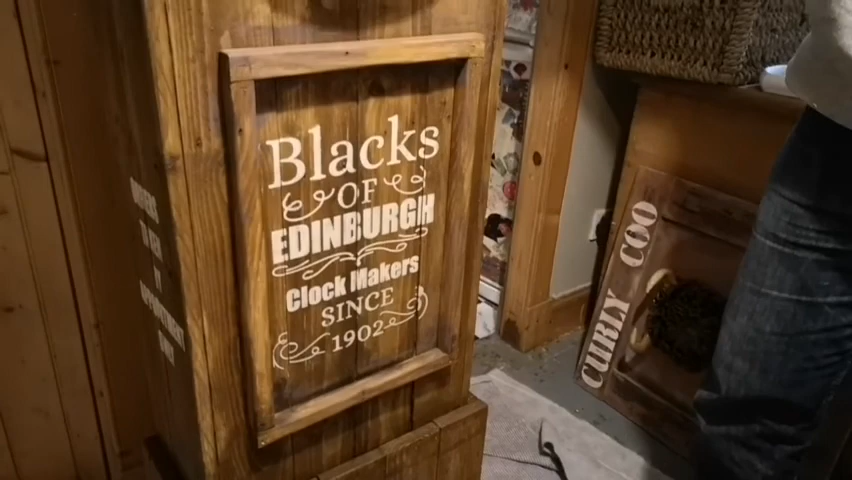 Blacks
OF
EDINBURGH
Clock Makers
SINCE
1902
CURLY COO